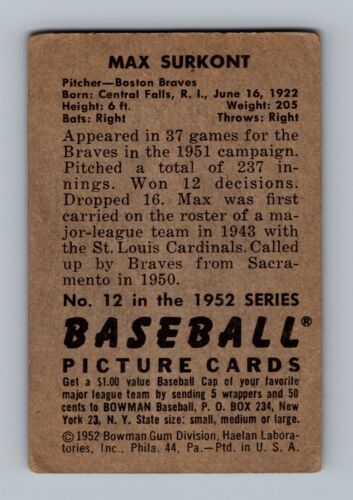 MAX SURKONT
Pitcher—Boston Braves
Born: Central Falls, R. I., June 16, 1922
Height: 6 ft. Weight: 205
Bats: Right Throws: Right
Appeared in 37 games for the
Braves in the 1951 campaign.
Pitched a total of 237 in-
nings. Won 12 decisions.
Dropped 16. Max was first
carried on the roster of a ma-
jor-league team in 1943 with
the St. Louis Cardinals. Called
up by Braves from Sacra-
mento in 1950.
No. 12 in the 1952 SERIES
BASEBALL®
PICTURE CARDS
Get a $1.00 value Baseball Cap of your favorite
major league team by sending 5 wrappers and 50
cents to BOWMAN Baseball, P. O. BOX 234, New
York 23, N. Y. State size: small, medium or large.
©1952 Bowman Gum Division, Haelan Labora-
tories, Inc., Phila. 44, Pa.—Ptd. in U. S. A.